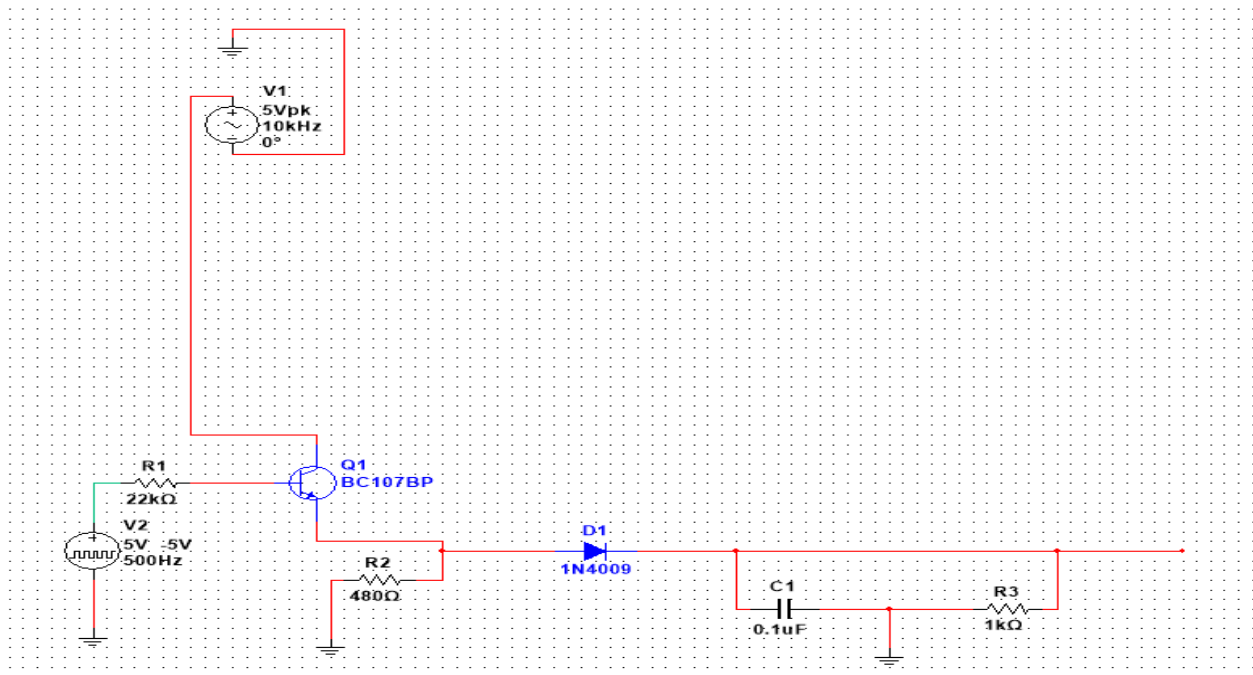 V1
5Vpk
10kHz
0°
R1
22kΩ
Q1
BC107BP
V2
5V -5V
500Hz
R2
480Ω
D1
1N4009
C1
0.1uF
R3
1kΩ